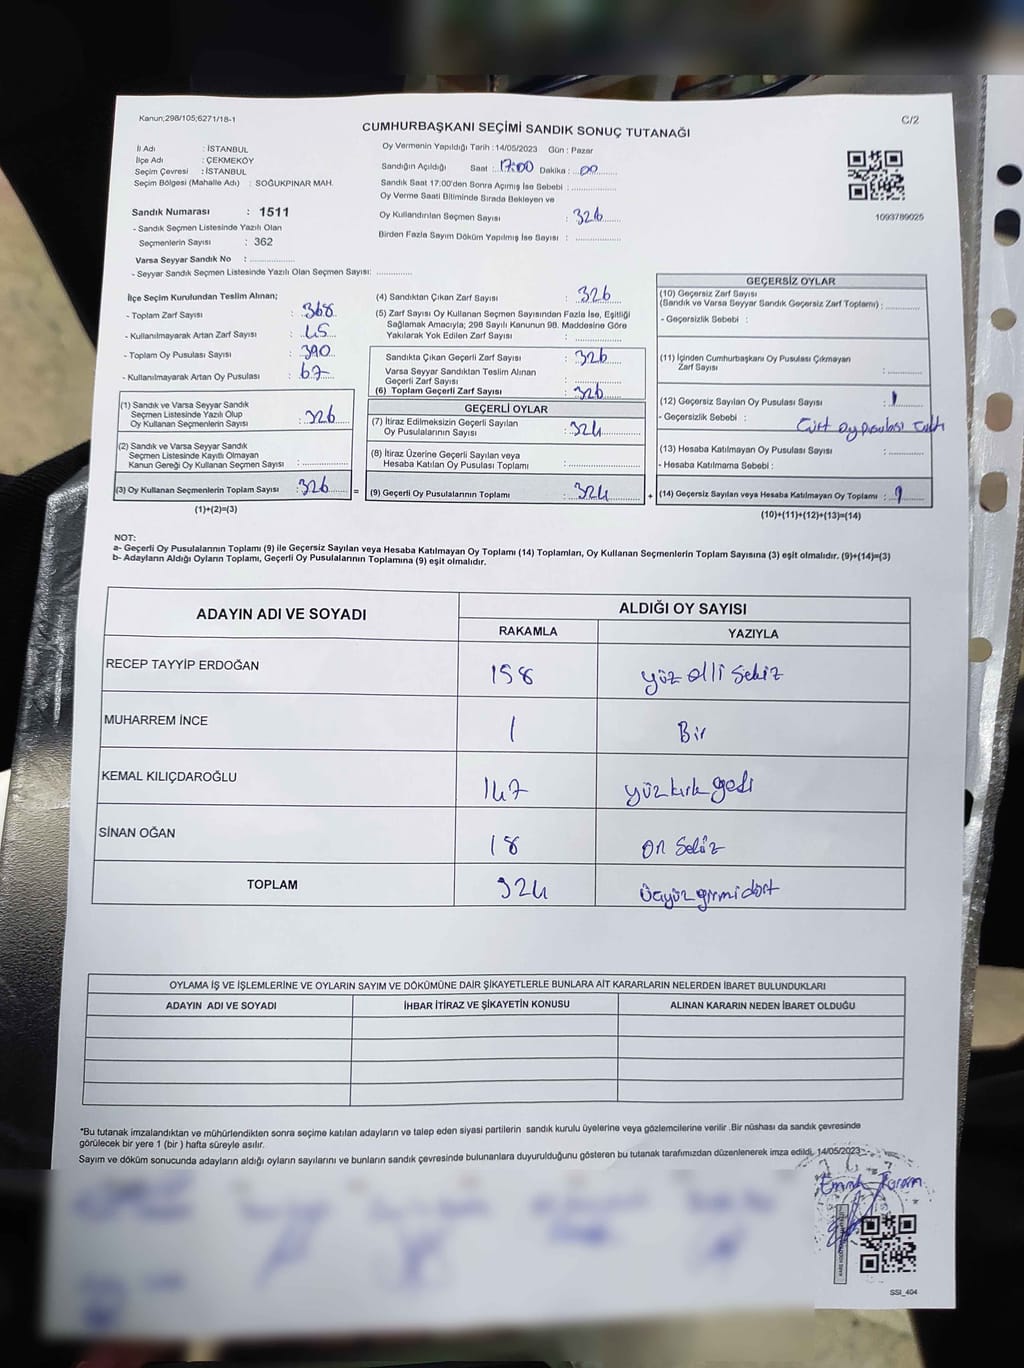 Kanun;298/105;6271/18-1
C/2
CUMHURBAŞKANI SEÇİMİ SANDIK SONUÇ TUTANAĞI
İl Adı : İSTANBUL
İlçe Adı : ÇEKMEKÖY
Seçim Çevresi : İSTANBUL
Seçim Bölgesi (Mahalle Adı) : SOĞUKPINAR MAH.
Sandık Numarası : 1511
- Sandık Seçmen Listesinde Yazılı Olan
Seçmenlerin Sayısı : 362
Varsa Seyyar Sandık No :
- Seyyar Sandık Seçmen Listesinde Yazılı Olan Seçmen Sayısı:
Oy Vermenin Yapıldığı Tarih : 14/05/2023 Gün : Pazar
Sandığın Açıldığı Saat : 17:00 Dakika : 00
Sandık Saat 17.00'den Sonra Açımış İse Sebebi :
Oy Verme Saati Bitiminde Sırada Bekleyen ve
Oy Kullandırılan Seçmen Sayısı : 326
Birden Fazla Sayım Döküm Yapılmış İse Sayısı :
1093789025
İlçe Seçim Kurulundan Teslim Alınan;
- Toplam Zarf Sayısı : 368
- Kullanılmayarak Artan Zarf Sayısı : 45
- Toplam Oy Pusulası Sayısı : 390
- Kullanılmayarak Artan Oy Pusulası : 67
(1) Sandık ve Varsa Seyyar Sandık
Seçmen Listesinde Yazılı Olup
Oy Kullanan Seçmenlerin Sayısı : 326
(2) Sandık ve Varsa Seyyar Sandık
Seçmen Listesinde Kayıtlı Olmayan
Kanun Gereği Oy Kullanan Seçmen Sayısı :
(3) Oy Kullanan Seçmenlerin Toplam Sayısı : 326 =
(1)+(2)=(3)
(4) Sandıktan Çıkan Zarf Sayısı : 326
(5) Zarf Sayısı Oy Kullanan Seçmen Sayısından Fazla İse, Eşitliği
Sağlamak Amacıyla; 298 Sayılı Kanunun 98. Maddesine Göre
Yakılarak Yok Edilen Zarf Sayısı :
Sandıkta Çıkan Geçerli Zarf Sayısı : 326
Varsa Seyyar Sandıktan Teslim Alınan
Geçerli Zarf Sayısı :
(6) Toplam Geçerli Zarf Sayısı : 326
GEÇERLİ OYLAR
(7) İtiraz Edilmeksizin Geçerli Sayılan
Oy Pusulalarının Sayısı : 324
(8) İtiraz Üzerine Geçerli Sayılan ve
Hesaba Katılan Oy Pusulası Toplamı :
(9) Geçerli Oy Pusulalarının Toplamı : 324 +
GEÇERSİZ OYLAR
(10) Geçersiz Zarf Sayısı
(Sandık ve Varsa Seyyar Sandık Geçersiz Zarf Toplamı) :
- Geçersizlik Sebebi :
(11) İçinden Cumhurbaşkanı Oy Pusulası Çıkmayan
Zarf Sayısı :
(12) Geçersiz Sayılan Oy Pusulası Sayısı : 1
- Geçersizlik Sebebi : Çift Oy pusulası
(13) Hesaba Katılmayan Oy Pusulası Sayısı :
- Hesaba Katılmama Sebebi :
(14) Geçersiz Sayılan veya Hesaba Katılmayan Oy Toplamı : 1
(10)+(11)+(12)+(13)=(14)
NOT:
a- Geçerli Oy Pusulalarının Toplamı (9) ile Geçersiz Sayılan veya Hesaba Katılmayan Oy Toplamı (14) Toplamları, Oy Kullanan Seçmenlerin Toplam Sayısına (3) eşit olmalıdır. (9)+(14)=(3)
b- Adayların Aldığı Oyların Toplamı, Geçerli Oy Pusulalarının Toplamına (9) eşit olmalıdır.
ADAYIN ADI VE SOYADI
ALDIĞI OY SAYISI
RAKAMLA YAZIYLA
RECEP TAYYİP ERDOĞAN 158 yüz elli sekiz
MUHARREM İNCE 1 Bir
KEMAL KILIÇDAROĞLU 147 yüzkırk yedi
SİNAN OĞAN 18 On sekiz
TOPLAM 324 üçyüz yirmi dört
OYLAMA İŞ VE İŞLEMLERİNE VE OYLARIN SAYIM VE DÖKÜMÜNE DAİR ŞİKAYETLERLE BUNLARA AİT KARARLARIN NELERDEN İBARET BULUNDUKLARI
ADAYIN ADI VE SOYADI İHBAR İTİRAZ VE ŞİKAYETİN KONUSU ALINAN KARARIN NEDEN İBARET OLDUĞU
*Bu tutanak imzalandıktan ve mühürlendikten sonra seçime katılan adayların ve talep eden siyasi partilerin sandık kurulu üyelerine veya gözlemcilerine verilir .Bir nüshası da sandık çevresinde
görülecek bir yere 1 (bir ) hafta süreyle asılır.
Sayım ve döküm sonucunda adayların aldığı oyların sayılarını ve bunların sandık çevresinde bulunanlara duyurulduğunu gösteren bu tutanak tarafımızdan düzenlenerek imza edildi. 14/05/2023
SSI_404